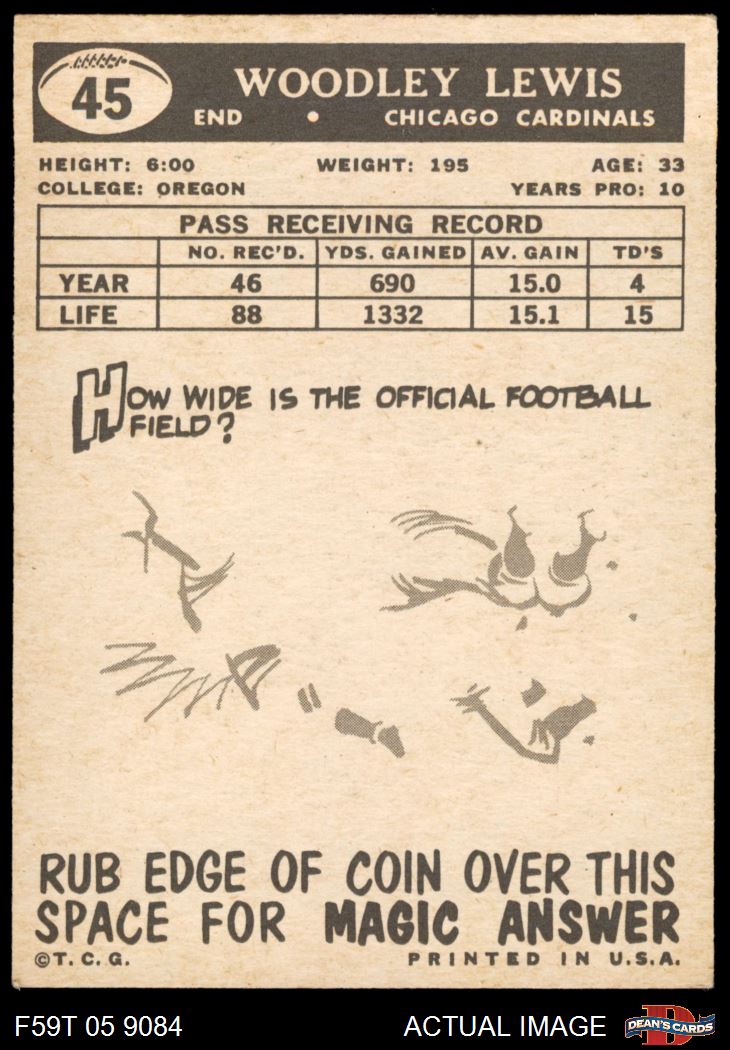 45
WOODLEY LEWIS
END • CHICAGO CARDINALS
HEIGHT: 6:00 WEIGHT: 195 AGE: 33
COLLEGE: OREGON YEARS PRO: 10
PASS RECEIVING RECORD
NO. REC'D. YDS. GAINED AV. GAIN TD'S
YEAR 46 690 15.0 4
LIFE 88 1332 15.1 15
HOW WIDE IS THE OFFICIAL FOOTBALL
FIELD?
RUB EDGE OF COIN OVER THIS
SPACE FOR MAGIC ANSWER
©T. C. G. PRINTED IN U.S.A.
F59T 05 9084 ACTUAL IMAGE D DEAN'S CARDS